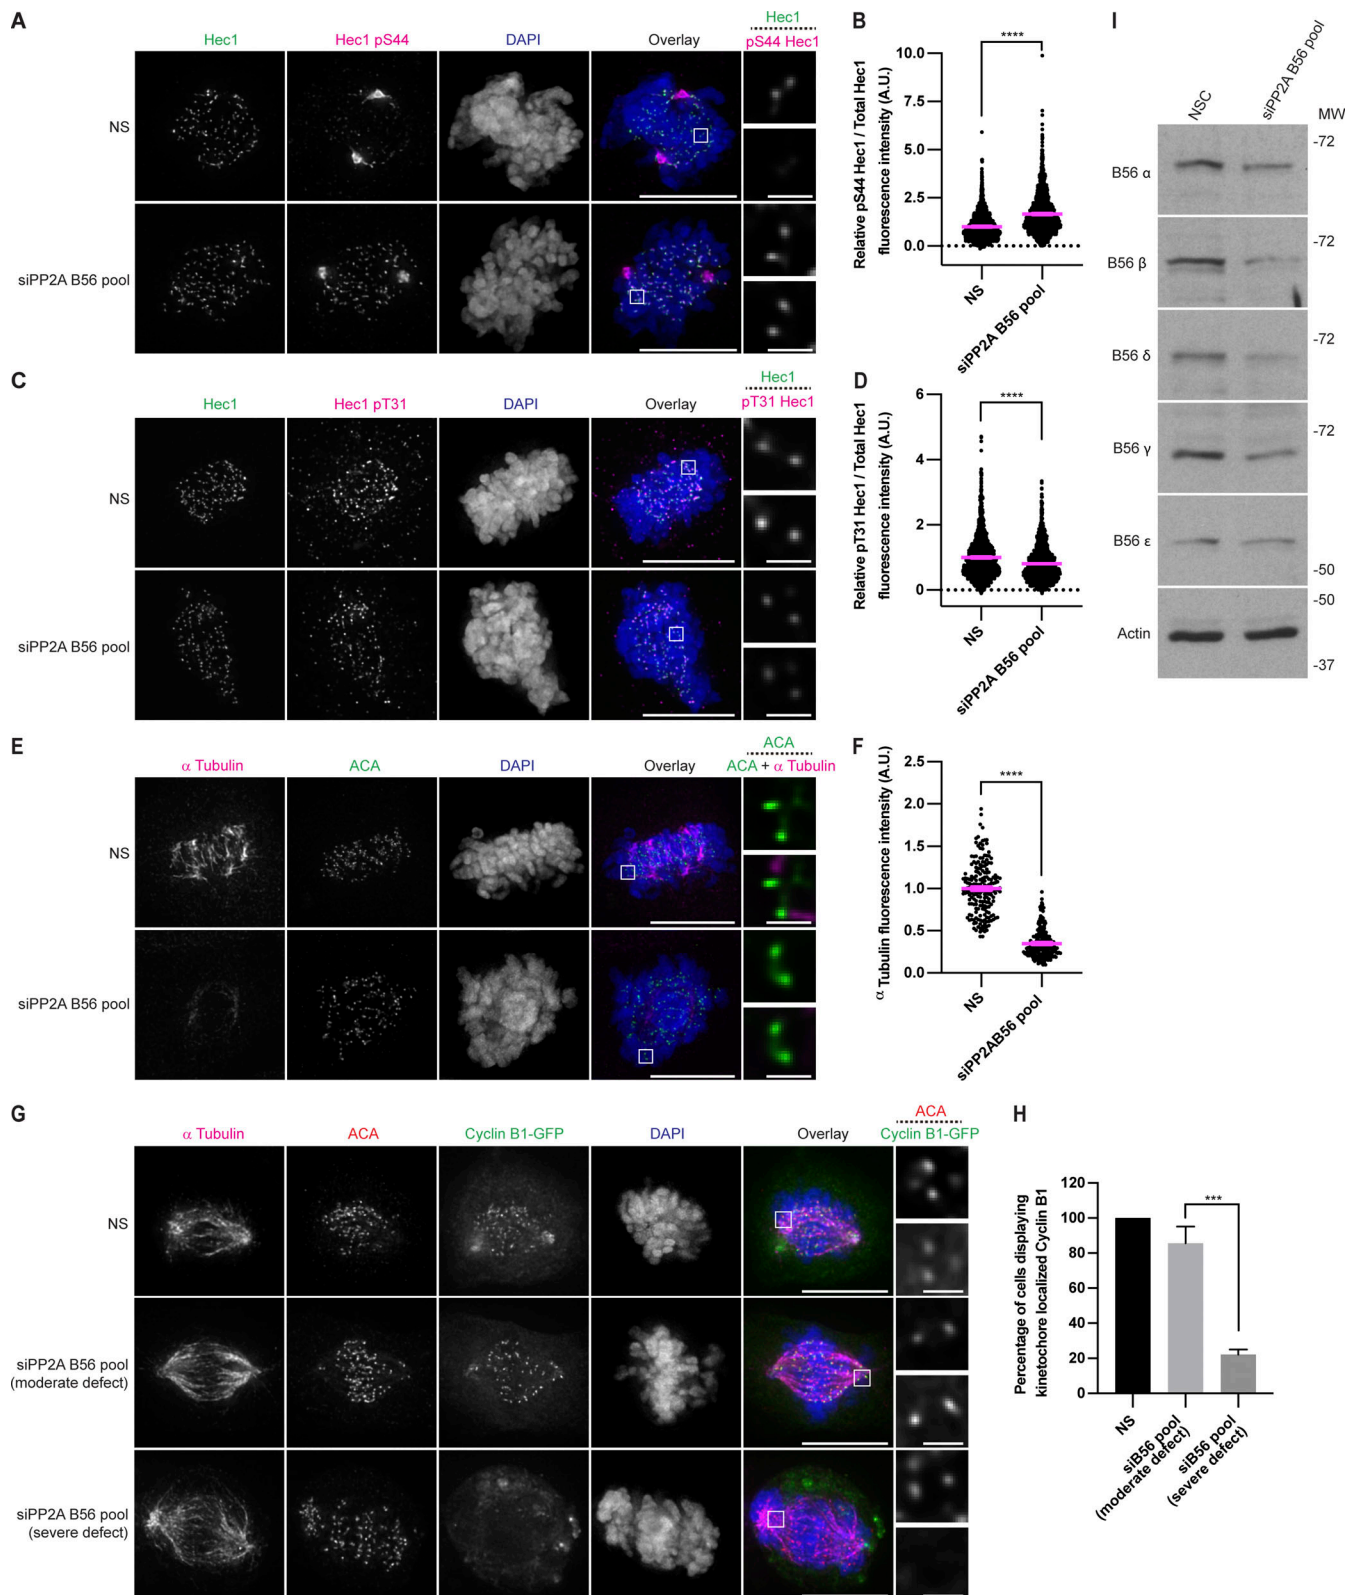 A
Hec1
Hec1 pS44
DAPI
Overlay
Hec1
pS44 Hec1
NS
siPP2A B56 pool
B
Relative pS44 Hec1 / Total Hec1
fluorescence intensity (A.U.)
10.0
7.5
5.0
2.5
0.0
****
NS
siPP2A B56 pool
I
NSC
siPP2A B56 pool
MW
B56 α
-72
B56 β
-72
B56 δ
-72
B56 γ
-72
B56 ε
-50
-50
Actin
-37
C
Hec1
Hec1 pT31
DAPI
Overlay
Hec1
pT31 Hec1
NS
siPP2A B56 pool
D
Relative pT31 Hec1 / Total Hec1
fluorescence intensity (A.U.)
6
4
2
0
****
NS
siPP2A B56 pool
E
α Tubulin
ACA
DAPI
Overlay
ACA
ACA + α Tubulin
NS
siPP2A B56 pool
F
α Tubulin fluorescence intensity (A.U.)
2.5
2.0
1.5
1.0
0.5
0.0
****
NS
siPP2AB56 pool
G
α Tubulin
ACA
Cyclin B1-GFP
DAPI
Overlay
ACA
Cyclin B1-GFP
NS
siPP2A B56 pool
(moderate defect)
siPP2A B56 pool
(severe defect)
H
Percentage of cells displaying
kinetochore localized Cyclin B1
120
100
80
60
40
20
0
***
NS
siB56 pool
(moderate defect)
siB56 pool
(severe defect)